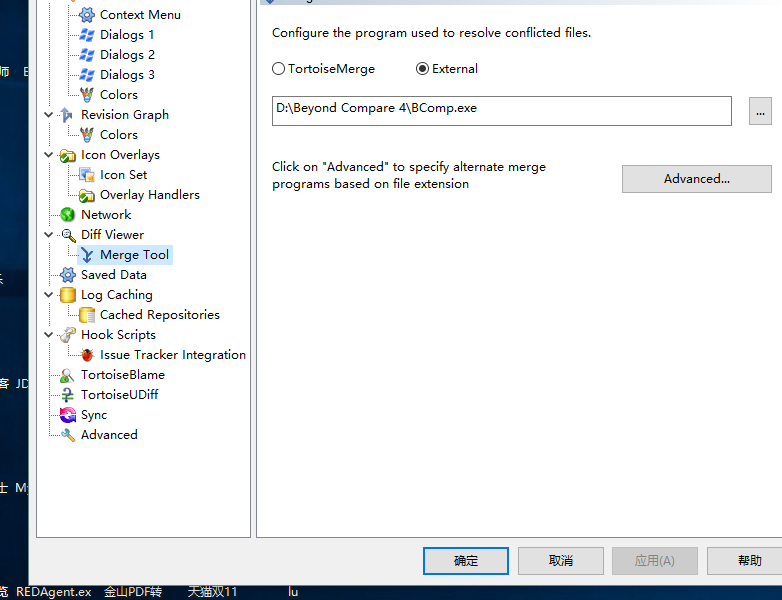 Context Menu
Dialogs 1
Dialogs 2
Dialogs 3
Colors
Revision Graph
Colors
Icon Overlays
Icon Set
Overlay Handlers
Network
Diff Viewer
Merge Tool
Saved Data
Log Caching
Cached Repositories
Hook Scripts
Issue Tracker Integration
TortoiseBlame
TortoiseUDiff
Sync
Advanced
Configure the program used to resolve conflicted files.
TortoiseMerge External
D:\Beyond Compare 4\BComp.exe
...
Click on "Advanced" to specify alternate merge
programs based on file extension
Advanced...
确定 取消 应用(A) 帮助
师
客 JD
士 My
览 REDAgent.ex 金山PDF转 天猫双11 lu